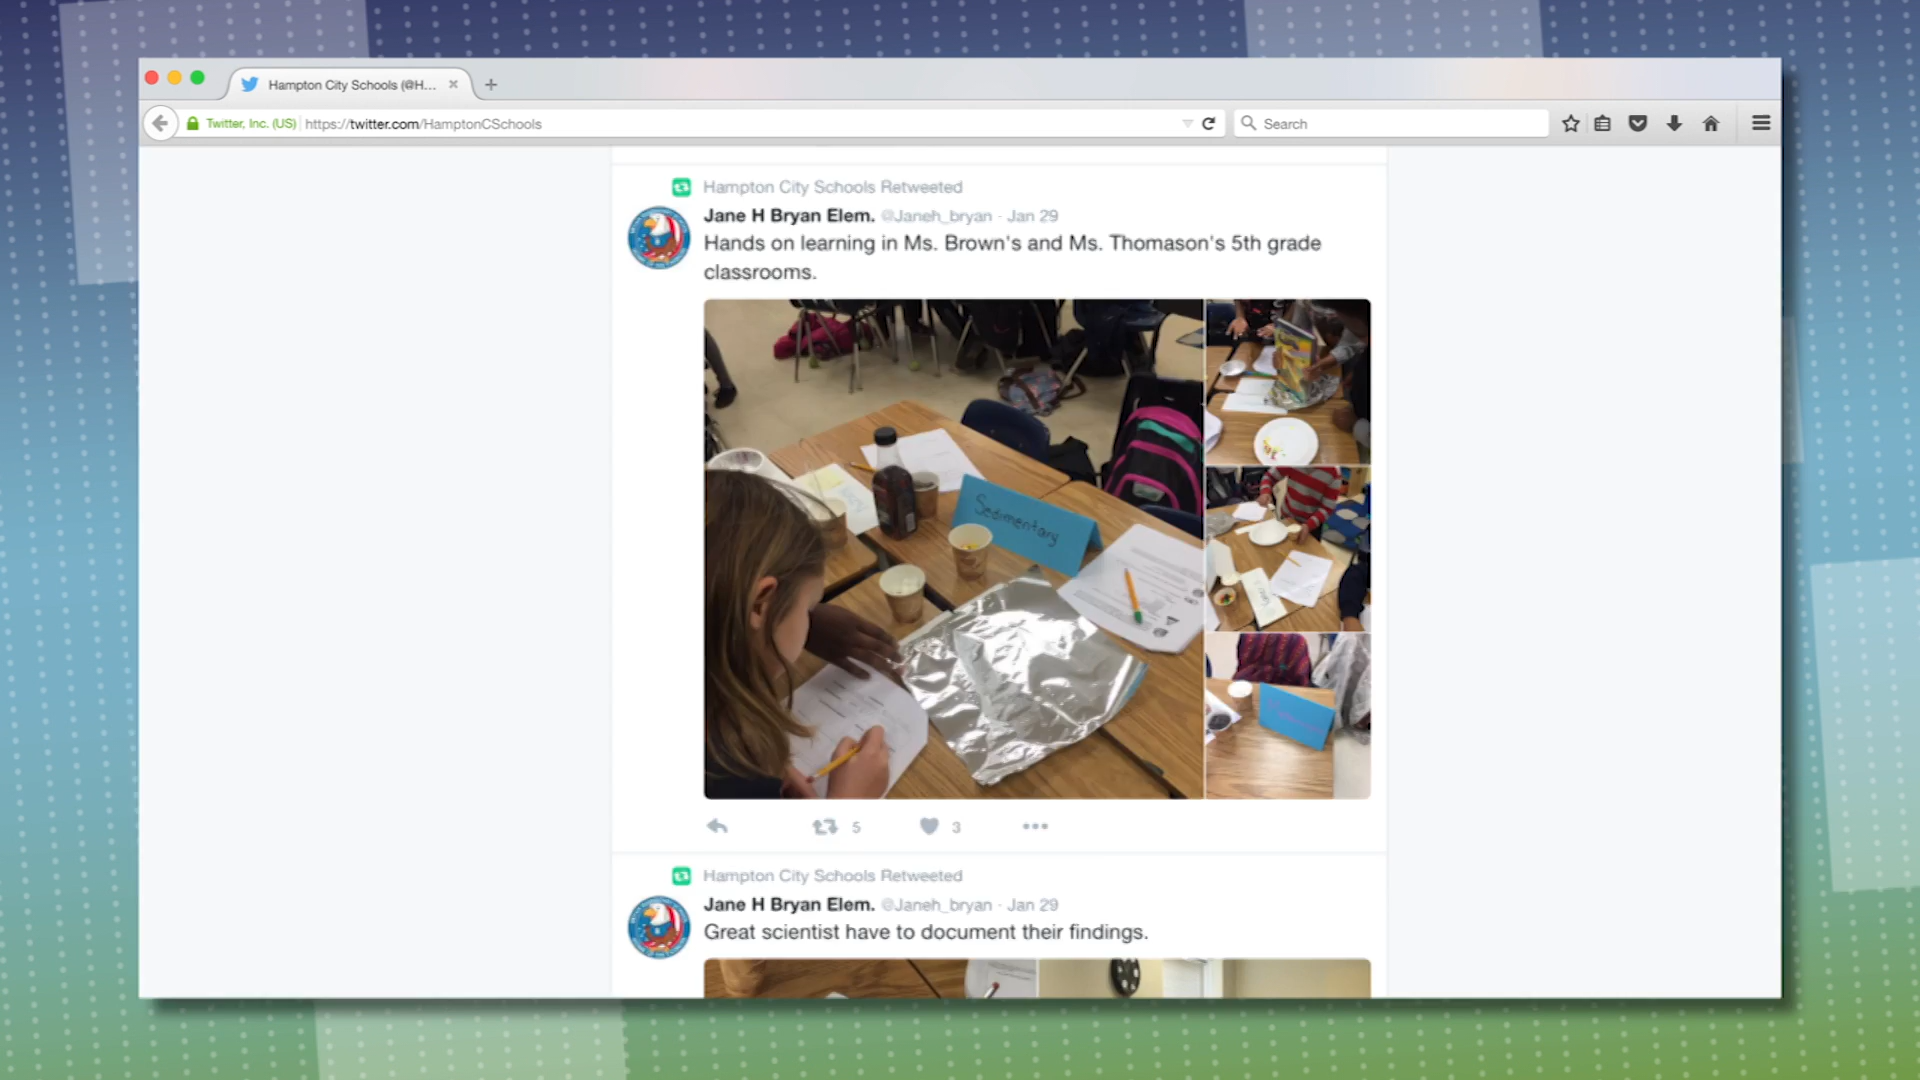 Hampton City Schools (@H...
Twitter, Inc. (US) https://twitter.com/HamptonCSchools
Search
Hampton City Schools Retweeted
Jane H Bryan Elem. @Janeh_bryan · Jan 29
Hands on learning in Ms. Brown's and Ms. Thomason's 5th grade
classrooms.
Sedimentary
5
3
Hampton City Schools Retweeted
Jane H Bryan Elem. @Janeh_bryan · Jan 29
Great scientist have to document their findings.